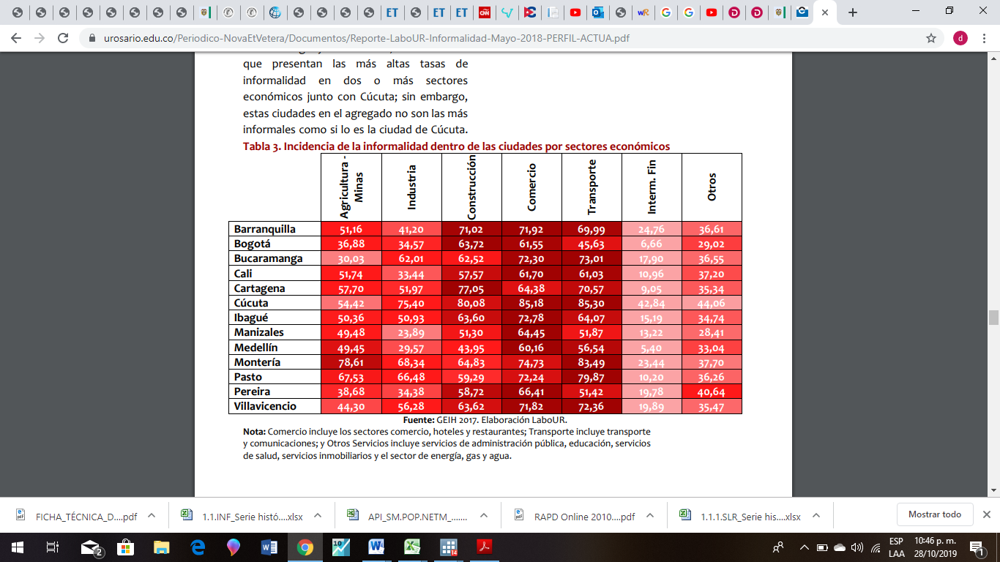 ET ET ET CNN
urosario.edu.co/Periodico-NovaEtVetera/Documentos/Reporte-LaboUR-Informalidad-Mayo-2018-PERFIL-ACTUA.pdf
d
que presentan las más altas tasas de
informalidad en dos o más sectores
económicos junto con Cúcuta; sin embargo,
estas ciudades en el agregado no son las más
informales como si lo es la ciudad de Cúcuta.
Tabla 3. Incidencia de la informalidad dentro de las ciudades por sectores económicos
Agricultura - Minas Industria Construcción Comercio Transporte Interm. Fin Otros
Barranquilla 51,16 41,20 71,02 71,92 69,99 24,76 36,61
Bogotá 36,88 34,57 63,72 61,55 45,63 6,66 29,02
Bucaramanga 30,03 62,01 62,52 72,30 73,01 17,90 36,55
Cali 51,74 33,44 57,57 61,70 61,03 10,96 37,20
Cartagena 57,70 51,97 77,05 64,38 70,57 9,05 35,34
Cúcuta 54,42 75,40 80,08 85,18 85,30 42,84 44,06
Ibagué 50,36 50,93 63,60 72,78 64,07 15,19 34,74
Manizales 49,48 23,89 51,30 64,45 51,87 13,22 28,41
Medellín 49,45 29,57 43,95 60,16 56,54 5,40 33,04
Montería 78,61 68,34 64,83 74,73 83,49 23,44 37,70
Pasto 67,53 66,48 59,29 72,24 79,87 10,20 36,26
Pereira 38,68 34,38 58,72 66,41 51,42 19,78 40,64
Villavicencio 44,30 56,28 63,62 71,82 72,36 19,89 35,47
Fuente: GEIH 2017. Elaboración LaboUR.
Nota: Comercio incluye los sectores comercio, hoteles y restaurantes; Transporte incluye transporte
y comunicaciones; y Otros Servicios incluye servicios de administración pública, educación, servicios
de salud, servicios inmobiliarios y el sector de energía, gas y agua.
FICHA_TÉCNICA_D....pdf 1.1.INF_Serie histó....xlsx API_SM.POP.NETM_....... RAPD Online 2010....pdf 1.1.1.SLR_Serie his....xlsx Mostrar todo
2 10 14 ESP 10:46 p. m.
LAA 28/10/2019 1